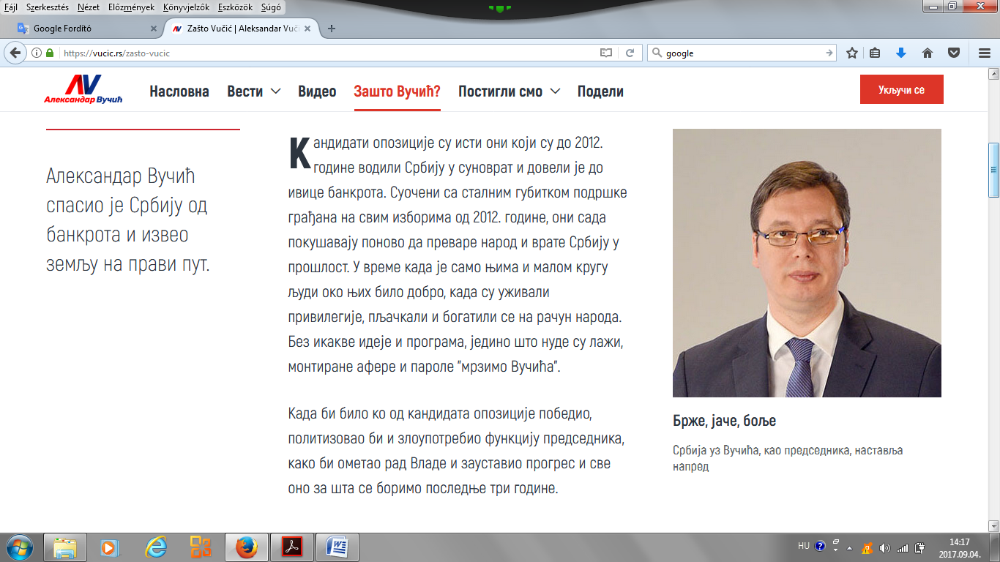 Fájl Szerkesztés Nézet Előzmények Könyvjelzők Eszközök Súgó
Google Fordító
Zašto Vučić | Aleksandar Vuči
https://vucic.rs/zasto-vucic
google
AV
Александар Вучић
Насловна Вести Видео Зашто Вучић? Постигли смо Подели
Укључи се
Александар Вучић
спасио је Србију од
банкрота и извео
земљу на прави пут.
Кандидати опозиције су исти они који су до 2012.
године водили Србију у суноврат и довели је до
ивице банкрота. Суочени са сталним губитком подршке
грађана на свим изборима од 2012. године, они сада
покушавају поново да преваре народ и врате Србију у
прошлост. У време када је само њима и малом кругу
људи око њих било добро, када су уживали
привилегије, пљачкали и богатили се на рачун народа.
Без икакве идеје и програма, једино што нуде су лажи,
монтиране афере и пароле "мрзимо Вучића".
Када би било ко од кандидата опозиције победио,
политизовао би и злоупотребио функцију председника,
како би ометао рад Владе и зауставио прогрес и све
оно за шта се боримо последње три године.
Брже, јаче, боље
Србија уз Вучића, као председника, наставља
напред
HU
14:17
2017.09.04.